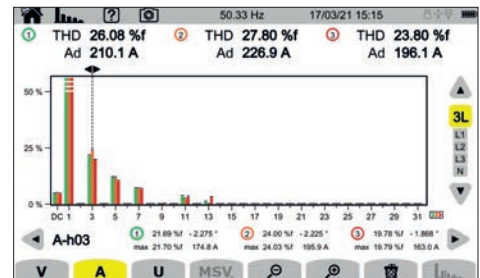 50.33 Hz 17/03/21 15:15
1 THD 26.08 %f 2 THD 27.80 %f 3 THD 23.80 %f
Ad 210.1 A Ad 226.9 A Ad 196.1 A
50 %
25 %
0 %
DC 1 3 5 7 9 11 13 15 17 19 21 23 25 27 29 31
3L
L1
L2
L3
N
A-h03 1 21.69 %f -2.275 ° 2 24.00 %f -2.225 ° 3 19.78 %f -1.868 °
max 21.70 %f 174.8 A max 24.03 %f 195.9 A max 19.79 %f 163.0 A
V A U MSV